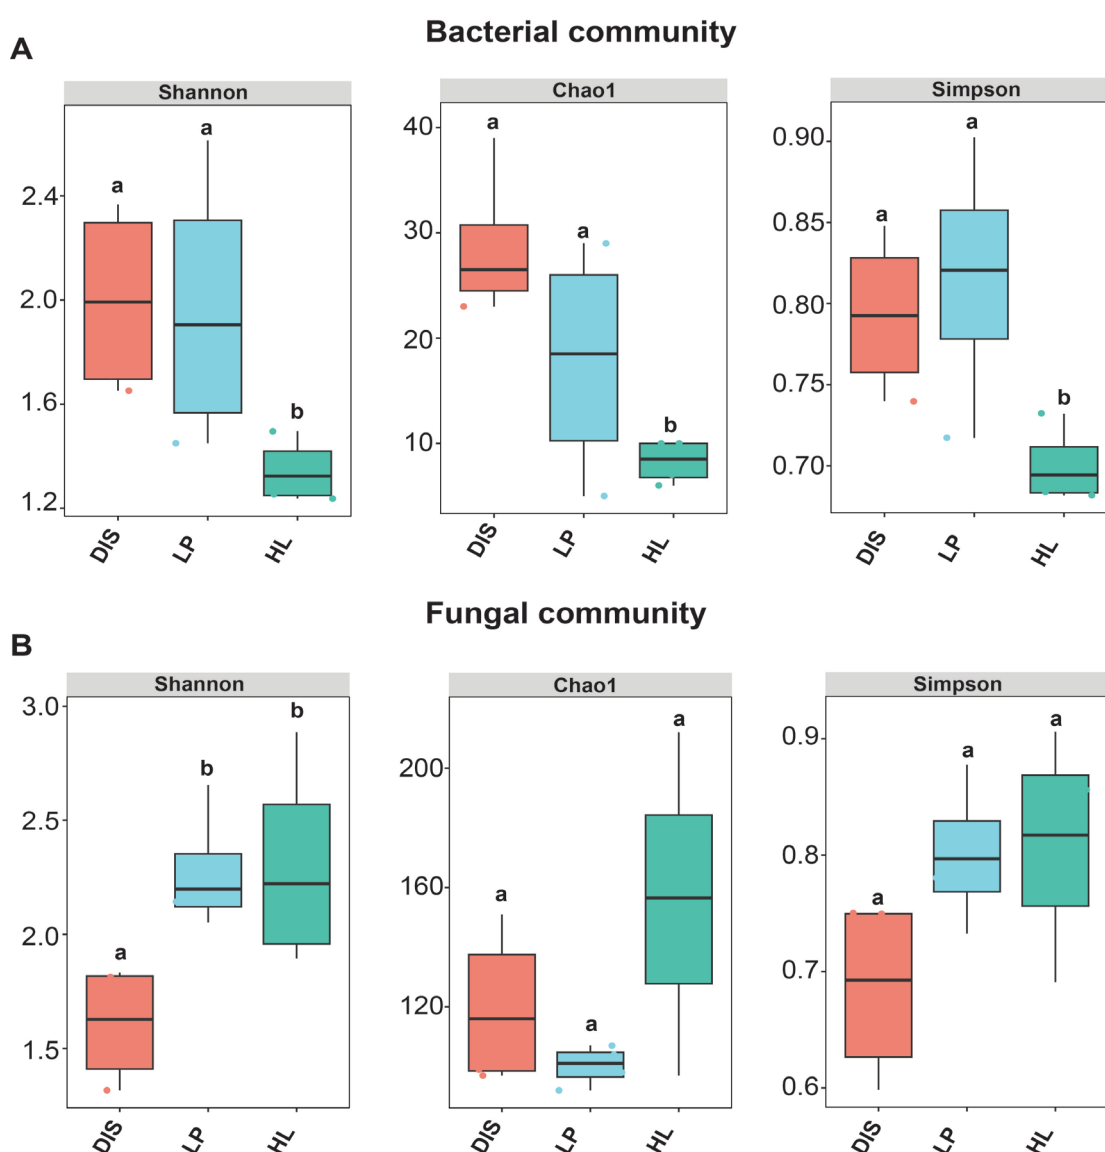 Bacterial community
A
Shannon
Chao1
Simpson
a
a
b
2.4
2.0
1.6
1.2
DIS
LP
HL
a
a
b
40
30
20
10
DIS
LP
HL
a
a
b
0.90
0.85
0.80
0.75
0.70
DIS
LP
HL
Fungal community
B
Shannon
Chao1
Simpson
a
b
b
3.0
2.5
2.0
1.5
DIS
LP
HL
a
a
a
200
160
120
DIS
LP
HL
a
a
a
0.9
0.8
0.7
0.6
DIS
LP
HL